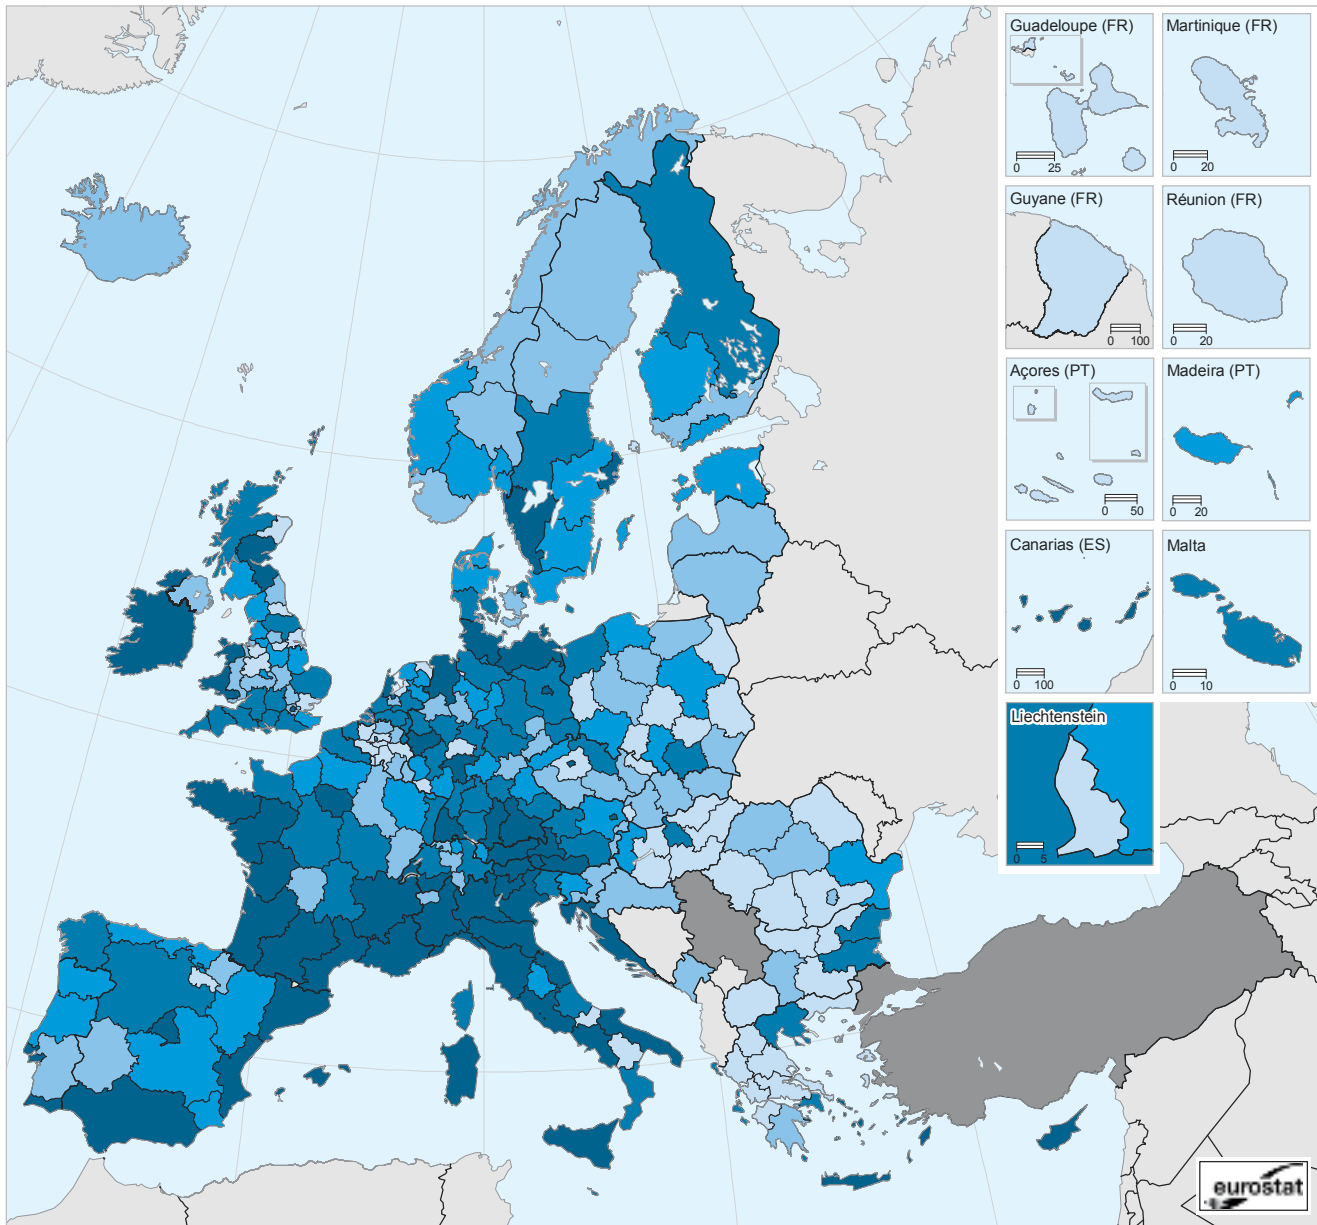 Guadeloupe (FR)
0 25
Martinique (FR)
0 20
Guyane (FR)
0 100
Réunion (FR)
0 20
Açores (PT)
0 50
Madeira (PT)
0 20
Canarias (ES)
0 100
Malta
0 10
Liechtenstein
0 5
eurostat